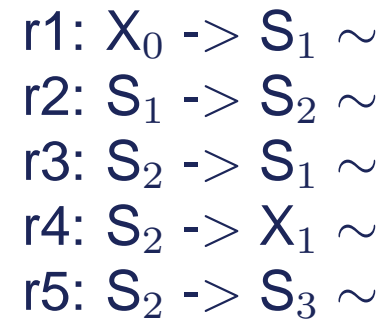 r1: X₀ -> S₁ ~
r2: S₁ -> S₂ ~
r3: S₂ -> S₁ ~
r4: S₂ -> X₁ ~
r5: S₂ -> S₃ ~